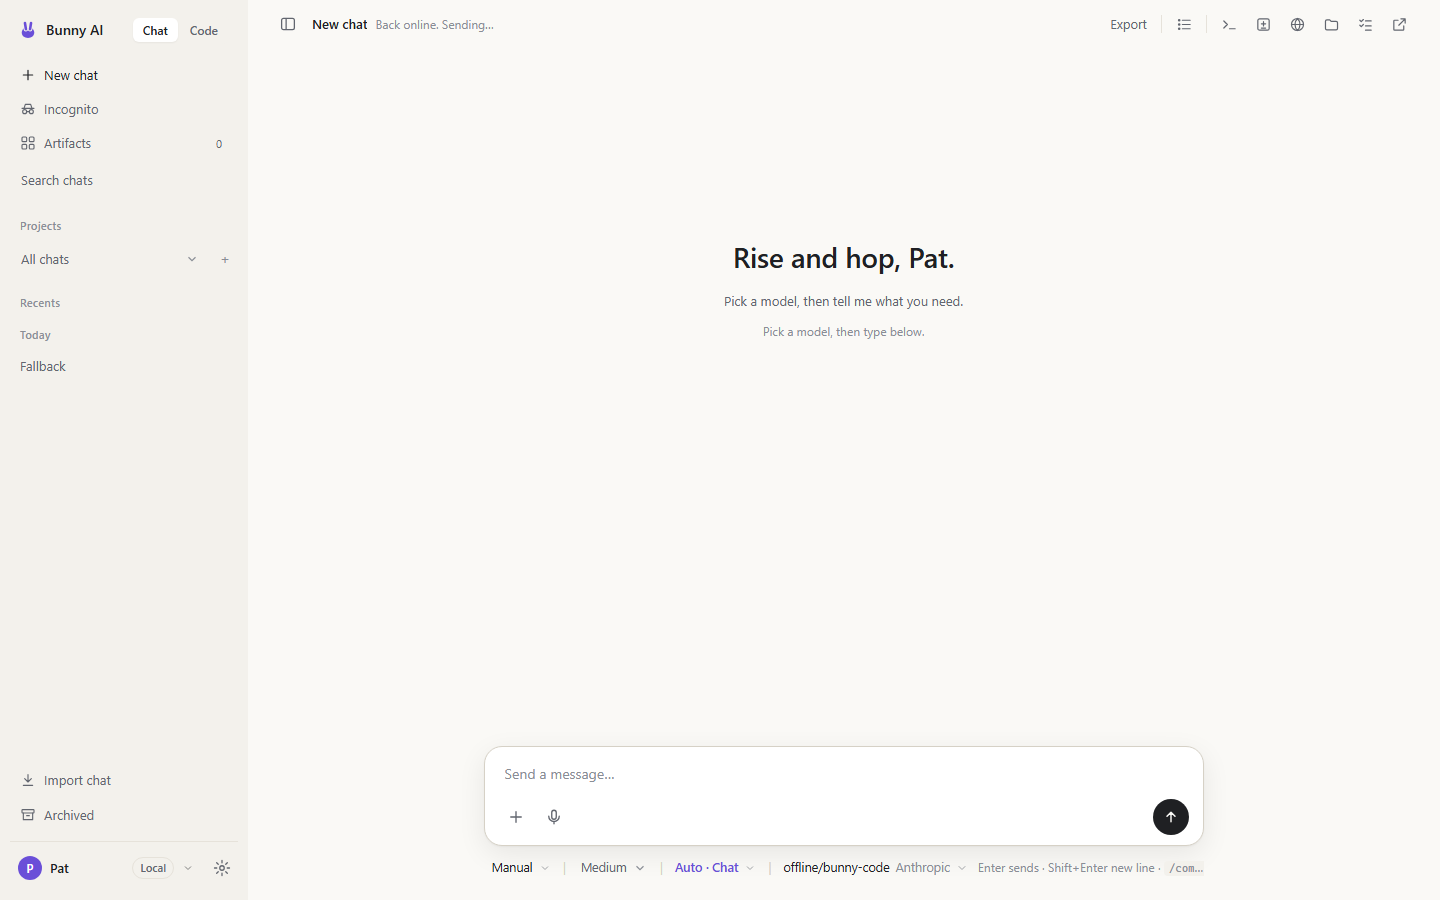 Bunny AI
Chat
Code
New chat
Incognito
Artifacts
0
Search chats
Projects
All chats
+
Recents
Today
Fallback
Import chat
Archived
P
Pat
Local
New chat
Back online. Sending...
Export
Rise and hop, Pat.
Pick a model, then tell me what you need.
Pick a model, then type below.
Send a message...
Manual
Medium
Auto · Chat
offline/bunny-code Anthropic
Enter sends · Shift+Enter new line · /com...